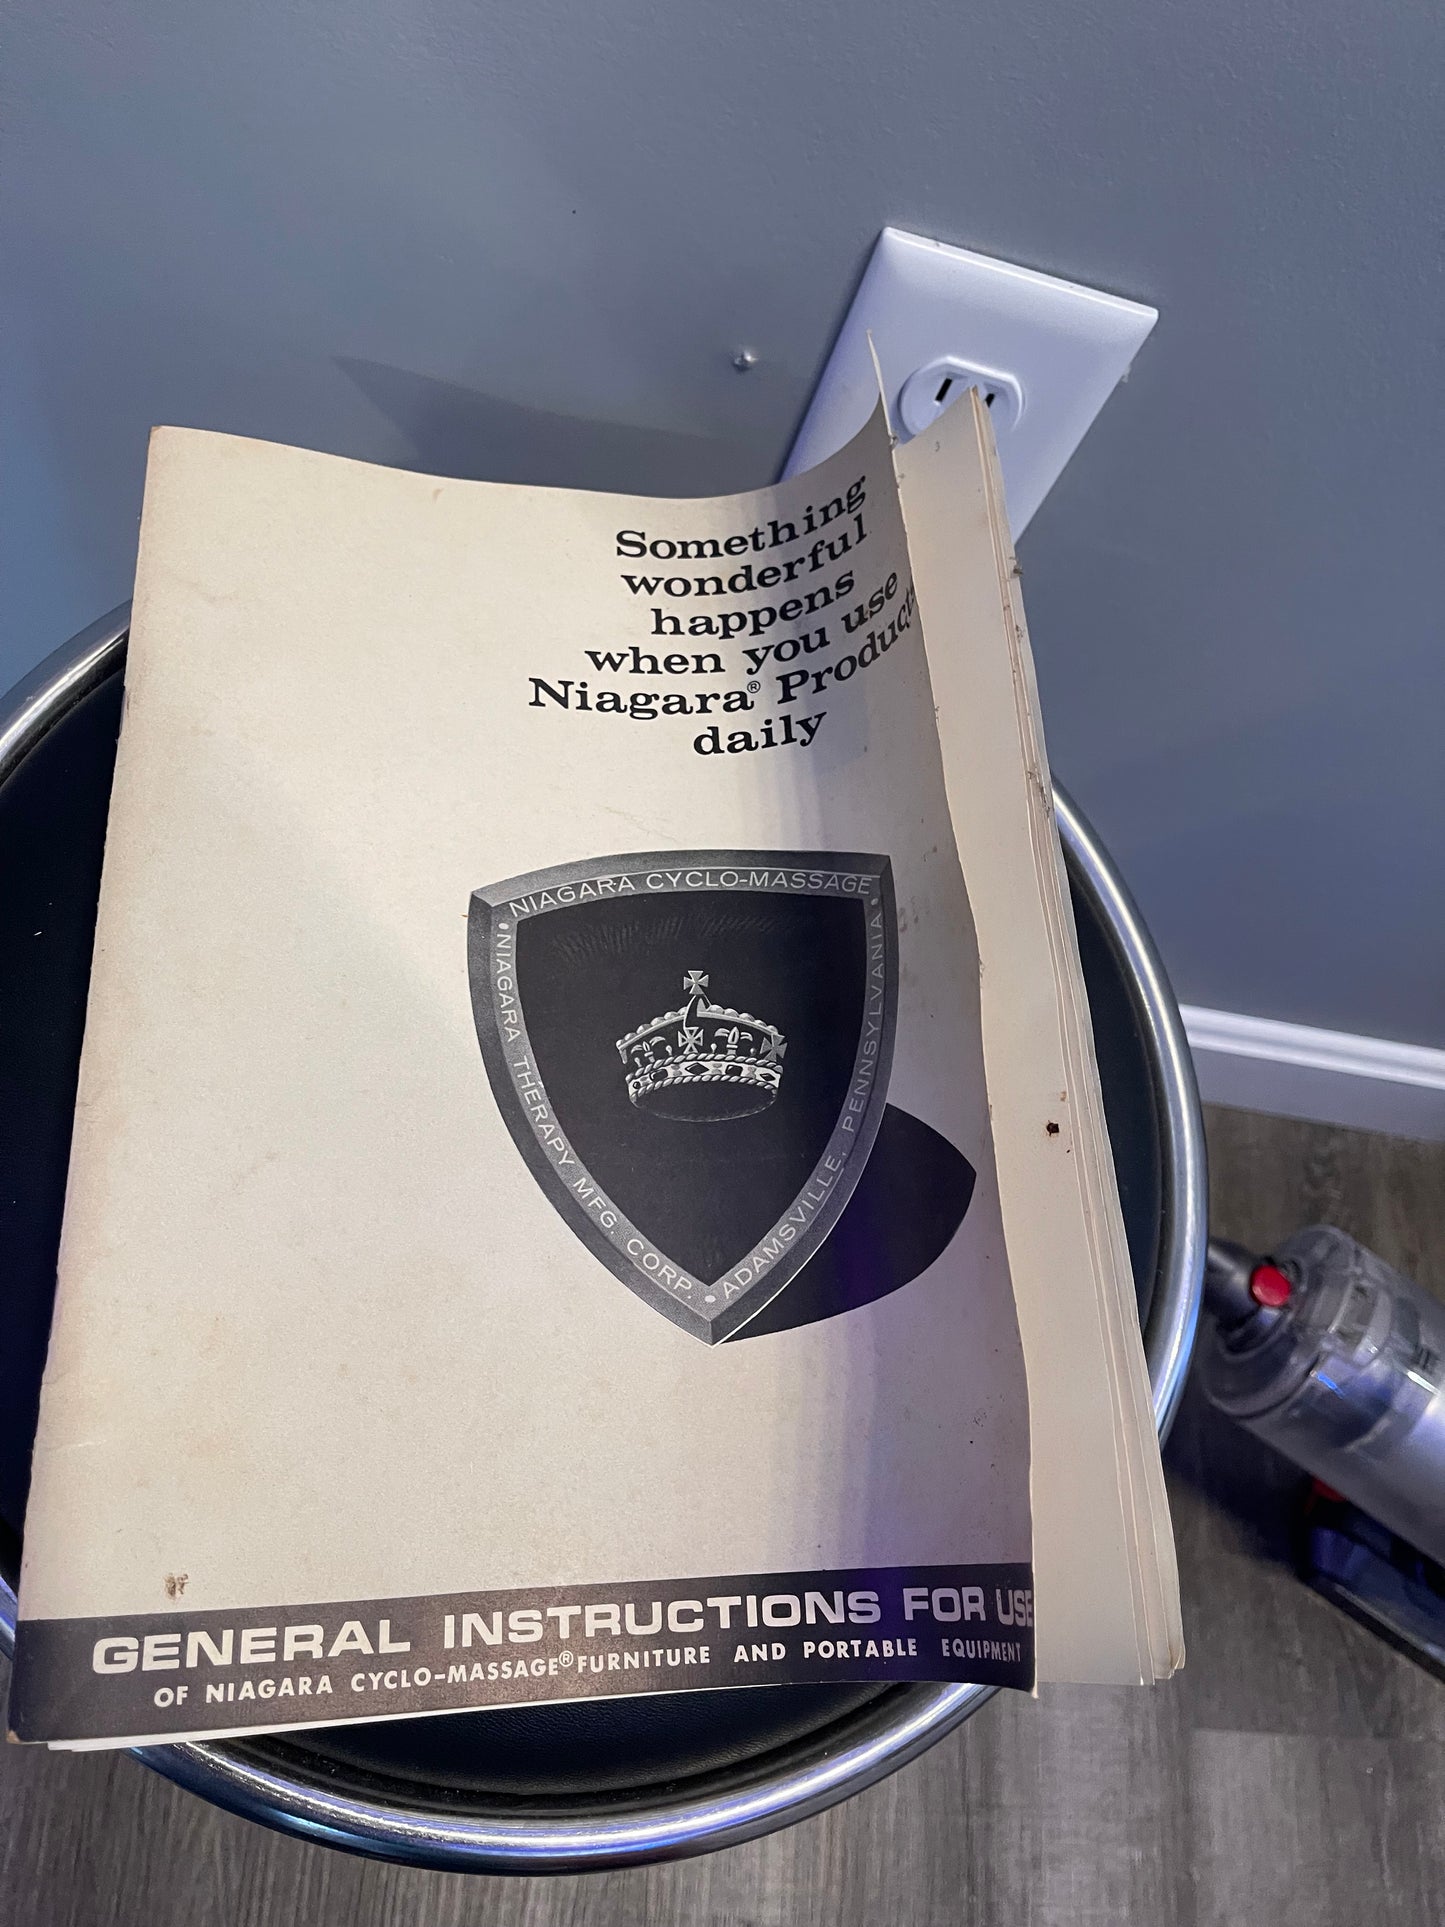 Something
wonderful
happens
when you use
Niagara® Products
daily
NIAGARA CYCLO-MASSAGE
• NIAGARA THERAPY MFG. CORP. • ADAMSVILLE, PENNSYLVANIA •
GENERAL INSTRUCTIONS FOR USE
OF NIAGARA CYCLO-MASSAGE® FURNITURE AND PORTABLE EQUIPMENT
3